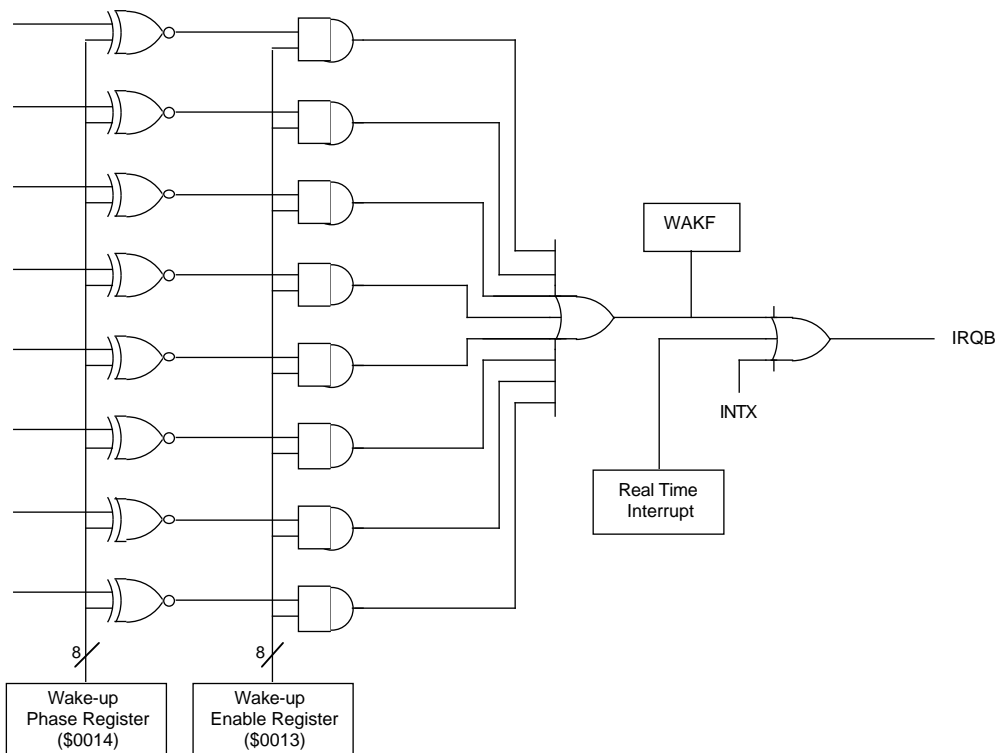 WAKF
IRQB
INTX
Real Time
Interrupt
8
8
Wake-up
Phase Register
($0014)
Wake-up
Enable Register
($0013)